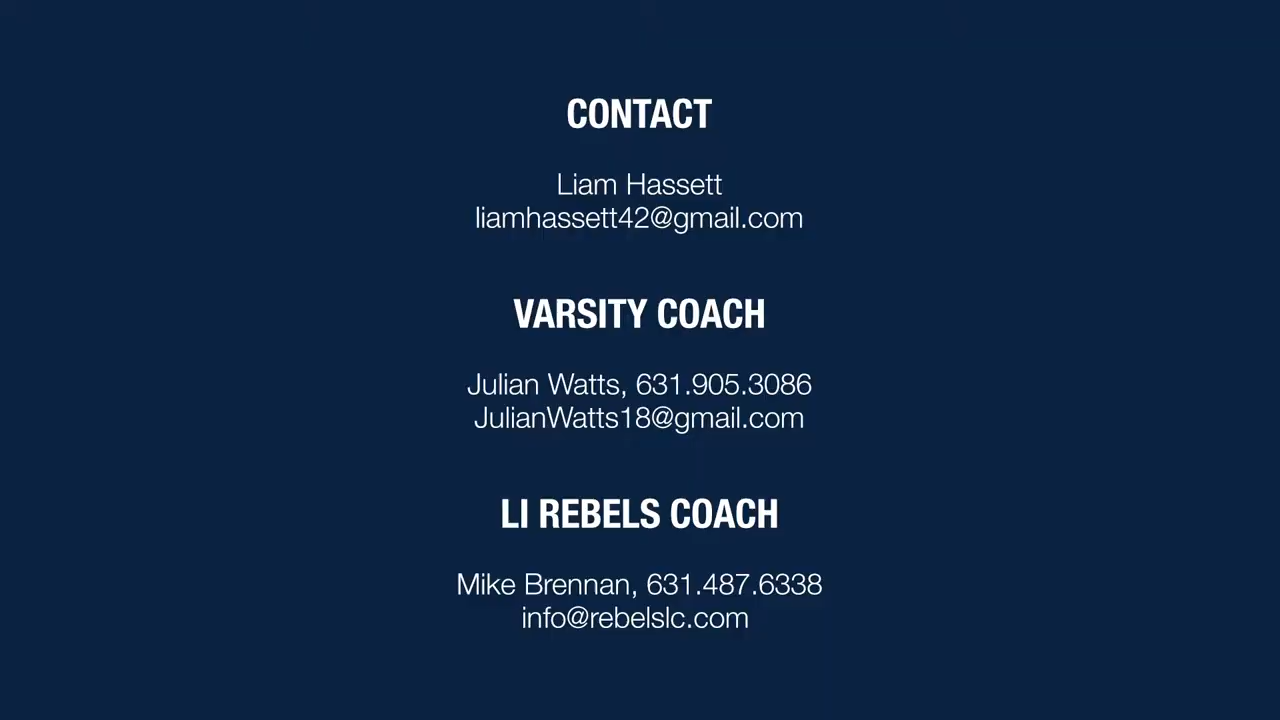 CONTACT
Liam Hassett
liamhassett42@gmail.com
VARSITY COACH
Julian Watts, 631.905.3086
JulianWatts18@gmail.com
LI REBELS COACH
Mike Brennan, 631.487.6338
info@rebelslc.com